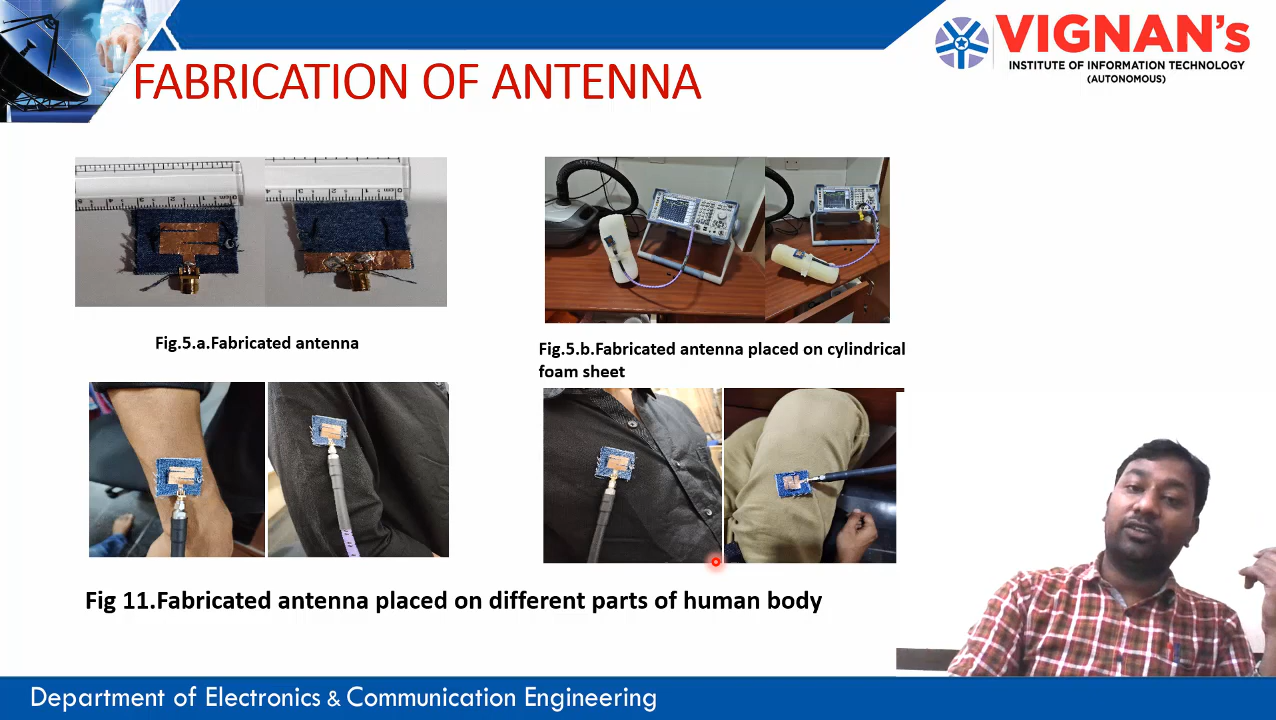 VIGNAN's
INSTITUTE OF INFORMATION TECHNOLOGY
(AUTONOMOUS)
FABRICATION OF ANTENNA
Fig.5.a.Fabricated antenna
Fig.5.b.Fabricated antenna placed on cylindrical
foam sheet
Fig 11.Fabricated antenna placed on different parts of human body
Department of Electronics & Communication Engineering